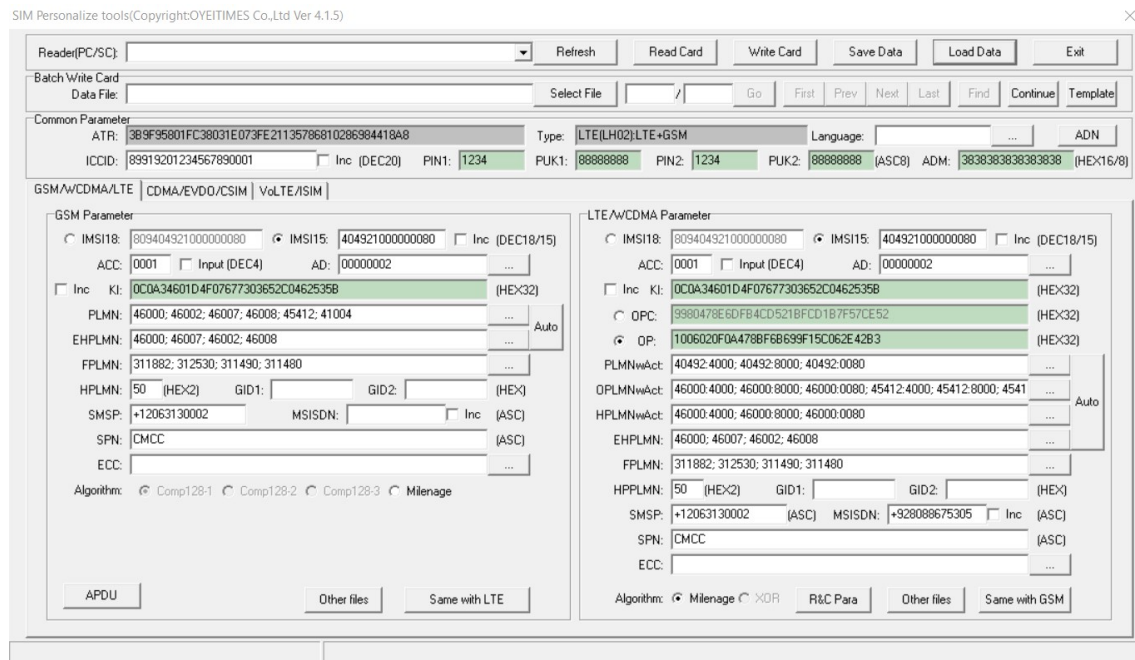 SIM Personalize tools(Copyright:OYEITIMES Co.,Ltd Ver 4.1.5)
Reader(PC/SC): Refresh Read Card Write Card Save Data Load Data Exit
Batch Write Card
Data File: Select File / Go First Prev Next Last Find Continue Template
Common Parameter
ATR: 3B9F95801FC38031E073FE21135786810286984418A8 Type: LTE(LH02):LTE+GSM Language: ... ADN
ICCID: 89919201234567890001 Inc (DEC20) PIN1: 1234 PUK1: 88888888 PIN2: 1234 PUK2: 88888888 (ASC8) ADM: 3838383838383838 (HEX16/8)
GSM/WCDMA/LTE CDMA/EVDO/CSIM VoLTE/ISIM
GSM Parameter
IMSI18: 809404921000000080 IMSI15: 404921000000080 Inc (DEC18/15)
ACC: 0001 Input (DEC4) AD: 00000002 ...
Inc KI: 0C0A34601D4F07677303652C0462535B (HEX32)
PLMN: 46000; 46002; 46007; 46008; 45412; 41004 ... Auto
EHPLMN: 46000; 46007; 46002; 46008 ...
FPLMN: 311882; 312530; 311490; 311480 ...
HPLMN: 50 (HEX2) GID1: GID2: (HEX)
SMSP: +12063130002 MSISDN: Inc (ASC)
SPN: CMCC (ASC)
ECC: ...
Algorithm: Comp128-1 Comp128-2 Comp128-3 Milenage
APDU Other files Same with LTE
LTE/WCDMA Parameter
IMSI18: 809404921000000080 IMSI15: 404921000000080 Inc (DEC18/15)
ACC: 0001 Input (DEC4) AD: 00000002 ...
Inc KI: 0C0A34601D4F07677303652C0462535B (HEX32)
OPC: 9980478E6DFB4CD521BFCD1B7F57CE52 (HEX32)
OP: 1006020F0A478BF6B699F15C062E42B3 (HEX32)
PLMNwAct: 40492:4000; 40492:8000; 40492:0080 ...
OPLMNwAct: 46000:4000; 46000:8000; 46000:0080; 45412:4000; 45412:8000; 4541 ... Auto
HPLMNwAct: 46000:4000; 46000:8000; 46000:0080 ...
EHPLMN: 46000; 46007; 46002; 46008 ...
FPLMN: 311882; 312530; 311490; 311480 ...
HPPLMN: 50 (HEX2) GID1: GID2: (HEX)
SMSP: +12063130002 (ASC) MSISDN: +928088675305 Inc (ASC)
SPN: CMCC (ASC)
ECC: ...
Algorithm: Milenage XOR R&C Para Other files Same with GSM